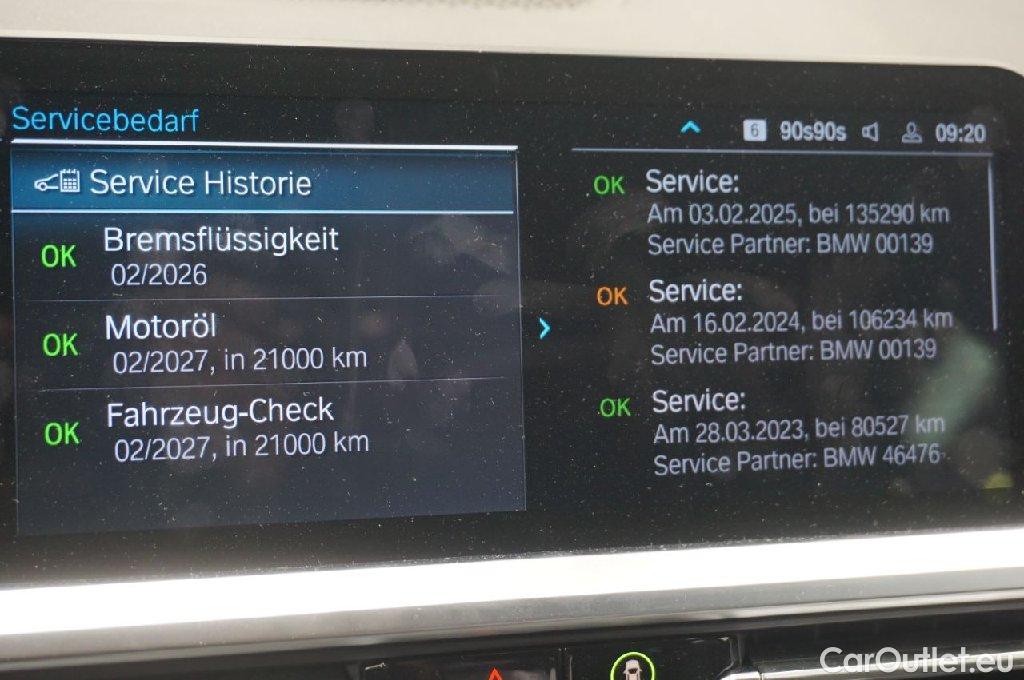 Servicebedarf
6 90s90s 09:20
Service Historie
OK Bremsflüssigkeit
02/2026
OK Motoröl
02/2027, in 21000 km
OK Fahrzeug-Check
02/2027, in 21000 km
OK Service:
Am 03.02.2025, bei 135290 km
Service Partner: BMW 00139
OK Service:
Am 16.02.2024, bei 106234 km
Service Partner: BMW 00139
OK Service:
Am 28.03.2023, bei 80527 km
Service Partner: BMW 46476
CarOutlet.eu